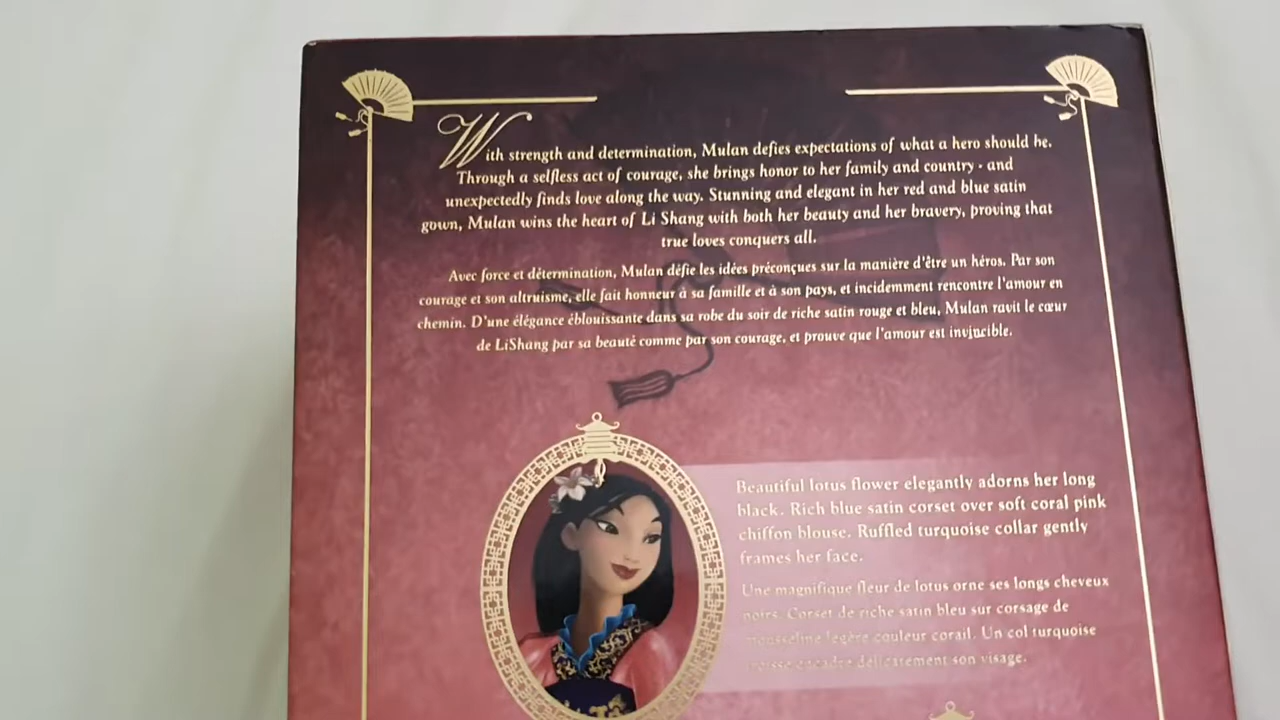 With strength and determination, Mulan defies expectations of what a hero should be.
Through a selfless act of courage, she brings honor to her family and country - and
unexpectedly finds love along the way. Stunning and elegant in her red and blue satin
gown, Mulan wins the heart of Li Shang with both her beauty and her bravery, proving that
true loves conquers all.
Avec force et détermination, Mulan défie les idées préconçues sur la manière d'être un héros. Par son
courage et son altruisme, elle fait honneur à sa famille et à son pays, et incidemment rencontre l'amour en
chemin. D'une élégance éblouissante dans sa robe du soir de riche satin rouge et bleu, Mulan ravit le cœur
de LiShang par sa beauté comme par son courage, et prouve que l'amour est invincible.
Beautiful lotus flower elegantly adorns her long
black. Rich blue satin corset over soft coral pink
chiffon blouse. Ruffled turquoise collar gently
frames her face.
Une magnifique fleur de lotus orne ses longs cheveux
noirs. Corset de riche satin bleu sur corsage de
mousseline légère couleur corail. Un col turquoise
encadre délicatement son visage.